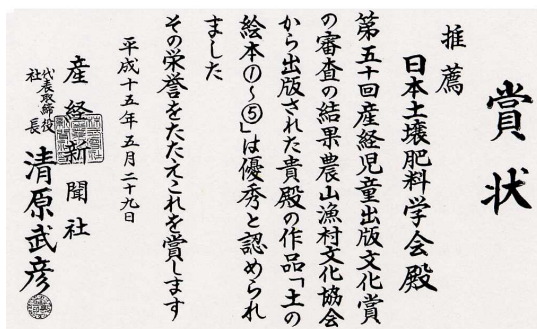 賞状
推薦
日本土壌肥料学会殿
第五十回産経児童出版文化賞
の審査の結果農山漁村文化協会
から出版された貴殿の作品「土の
絵本①〜⑤」は優秀と認められ
ました
その栄誉をたたえこれを賞します
平成十五年五月二十九日
産経新聞社
代表取締役
社長
清原武彦